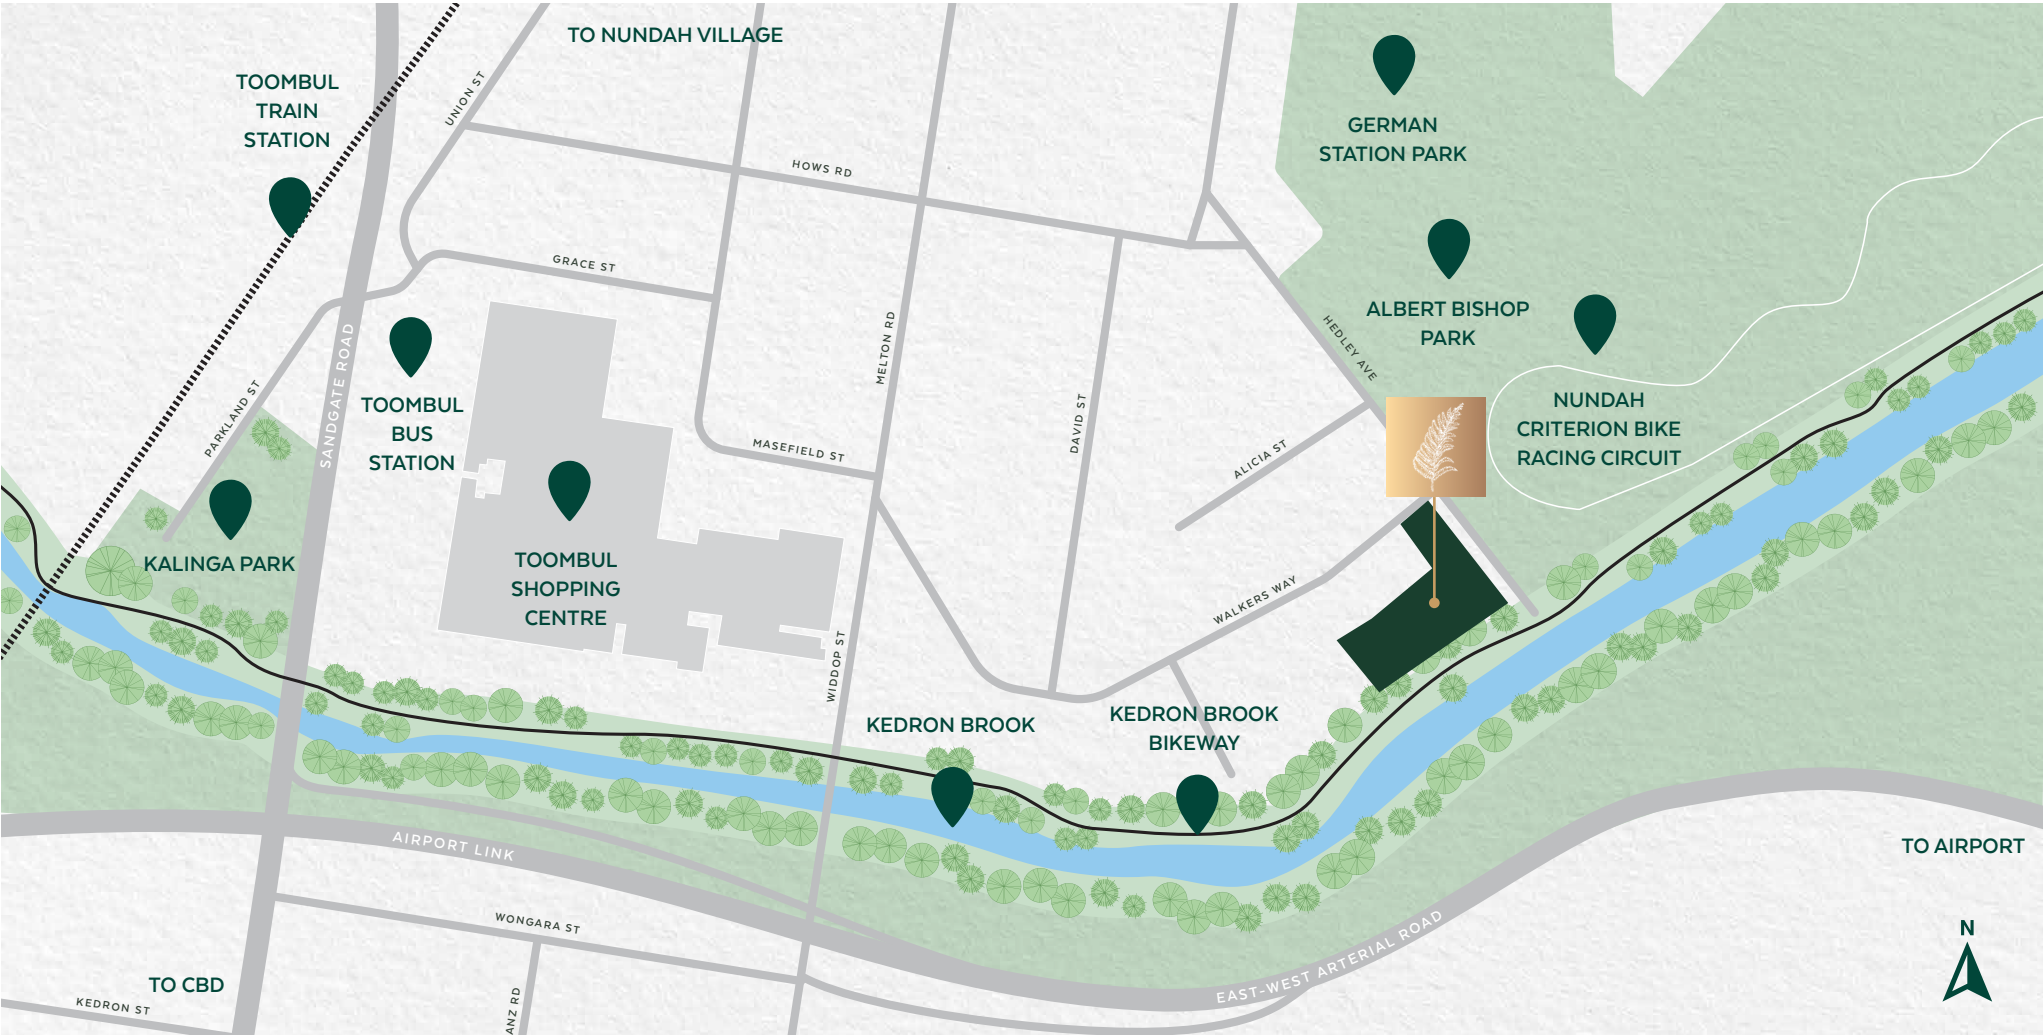 TO NUNDAH VILLAGE
TOOMBUL
TRAIN
STATION
UNION ST
GERMAN
STATION PARK
HOWS RD
GRACE ST
ALBERT BISHOP
PARK
HEDLEY AVE
MELTON RD
SANDGATE ROAD
PARKLAND ST
TOOMBUL
BUS
STATION
MASEFIELD ST
DAVID ST
ALICIA ST
NUNDAH
CRITERION BIKE
RACING CIRCUIT
KALINGA PARK
TOOMBUL
SHOPPING
CENTRE
WALKERS WAY
WIDDOP ST
KEDRON BROOK
KEDRON BROOK
BIKEWAY
AIRPORT LINK
TO AIRPORT
WONGARA ST
EAST-WEST ARTERIAL ROAD
N
TO CBD
KEDRON ST
ANZ RD